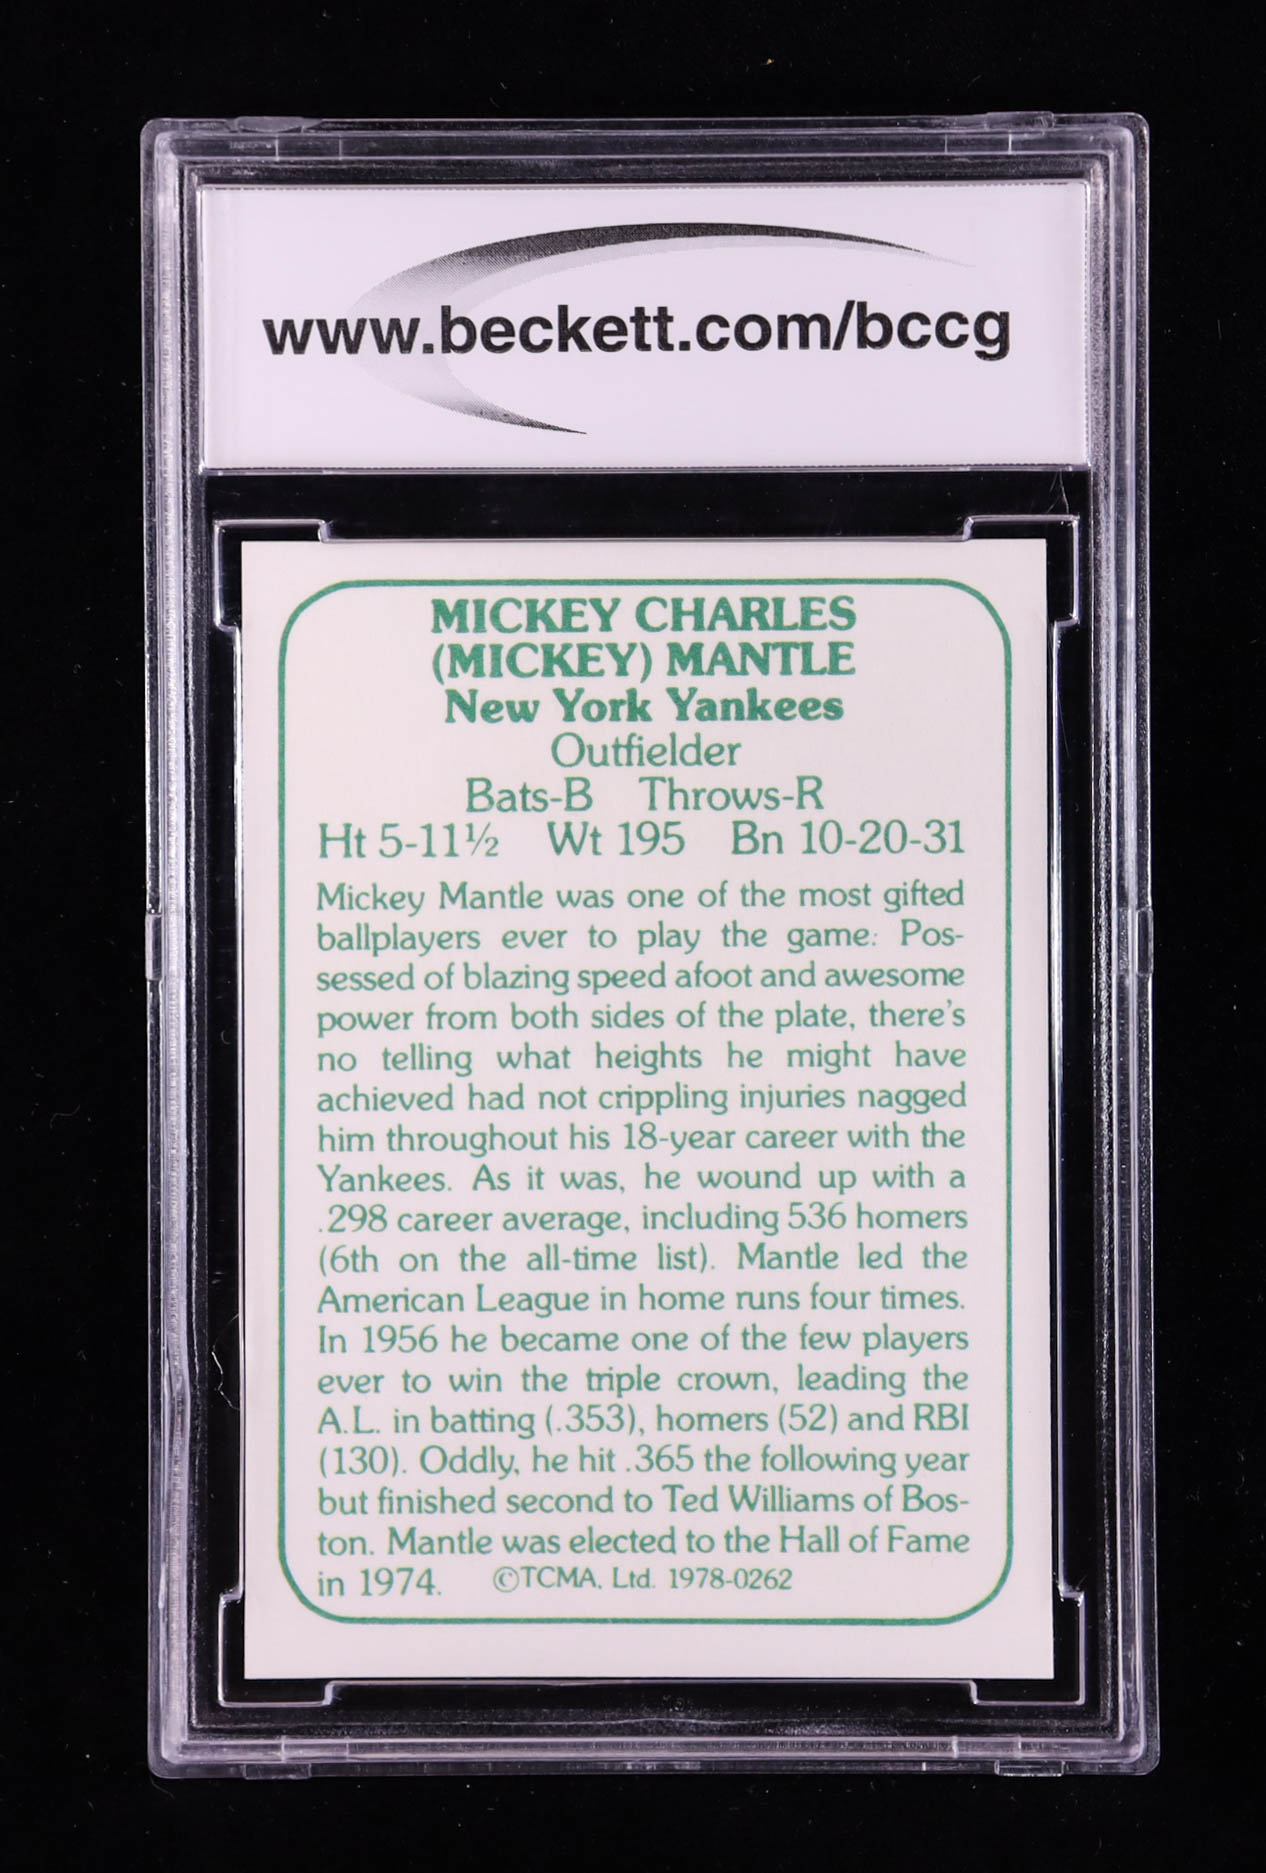 www.beckett.com/bccg
MICKEY CHARLES
(MICKEY) MANTLE
New York Yankees
Outfielder
Bats-B Throws-R
Ht 5-11½ Wt 195 Bn 10-20-31
Mickey Mantle was one of the most gifted
ballplayers ever to play the game: Pos-
sessed of blazing speed afoot and awesome
power from both sides of the plate, there's
no telling what heights he might have
achieved had not crippling injuries nagged
him throughout his 18-year career with the
Yankees. As it was, he wound up with a
.298 career average, including 536 homers
(6th on the all-time list). Mantle led the
American League in home runs four times.
In 1956 he became one of the few players
ever to win the triple crown, leading the
A.L. in batting (.353), homers (52) and RBI
(130). Oddly, he hit .365 the following year
but finished second to Ted Williams of Bos-
ton. Mantle was elected to the Hall of Fame
in 1974. ©TCMA, Ltd. 1978-0262